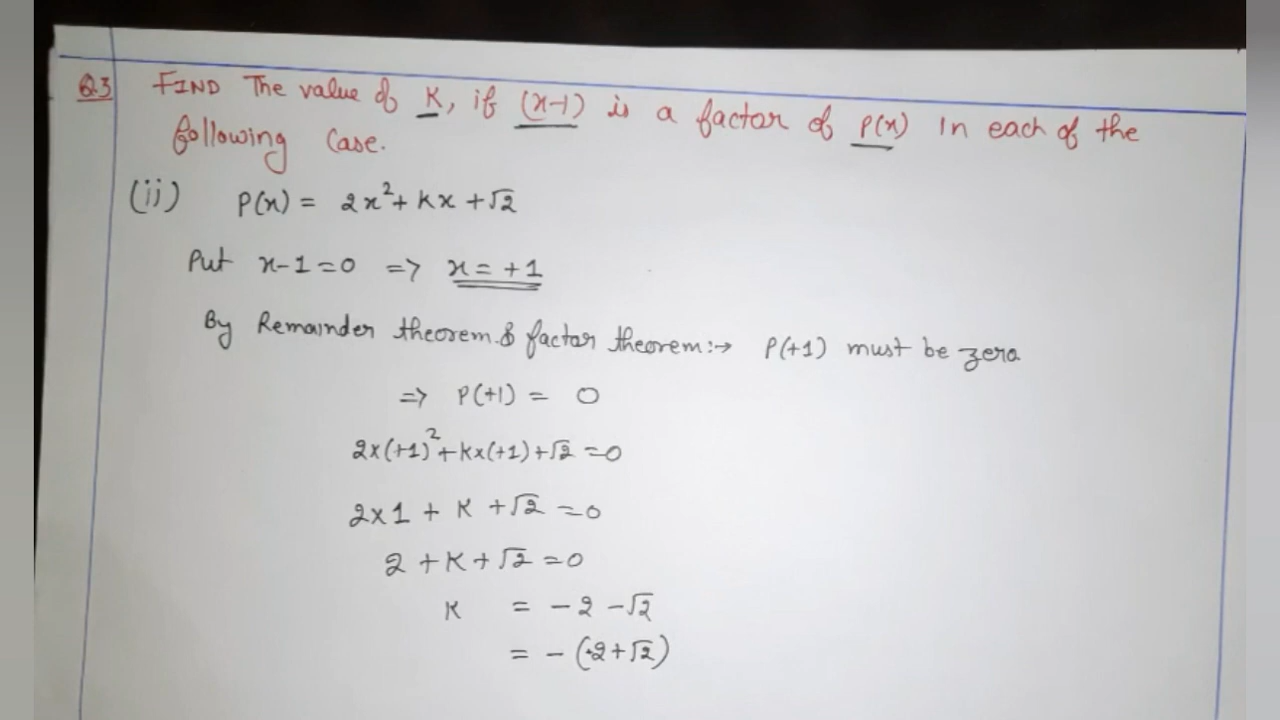 Q3 FIND The value of K, if (x-1) is a factor of P(x) in each of the
following Case.
(ii) P(x) = 2x²+ Kx +√2
Put x-1=0 => x= +1
By Remainder theorem & factor theorem:→ P(+1) must be zero.
=> P(+1) = 0
2×(+1)²+K×(+1)+√2 =0
2×1 + K +√2 =0
2 +K+√2 =0
K = -2 -√2
= -(2+√2)